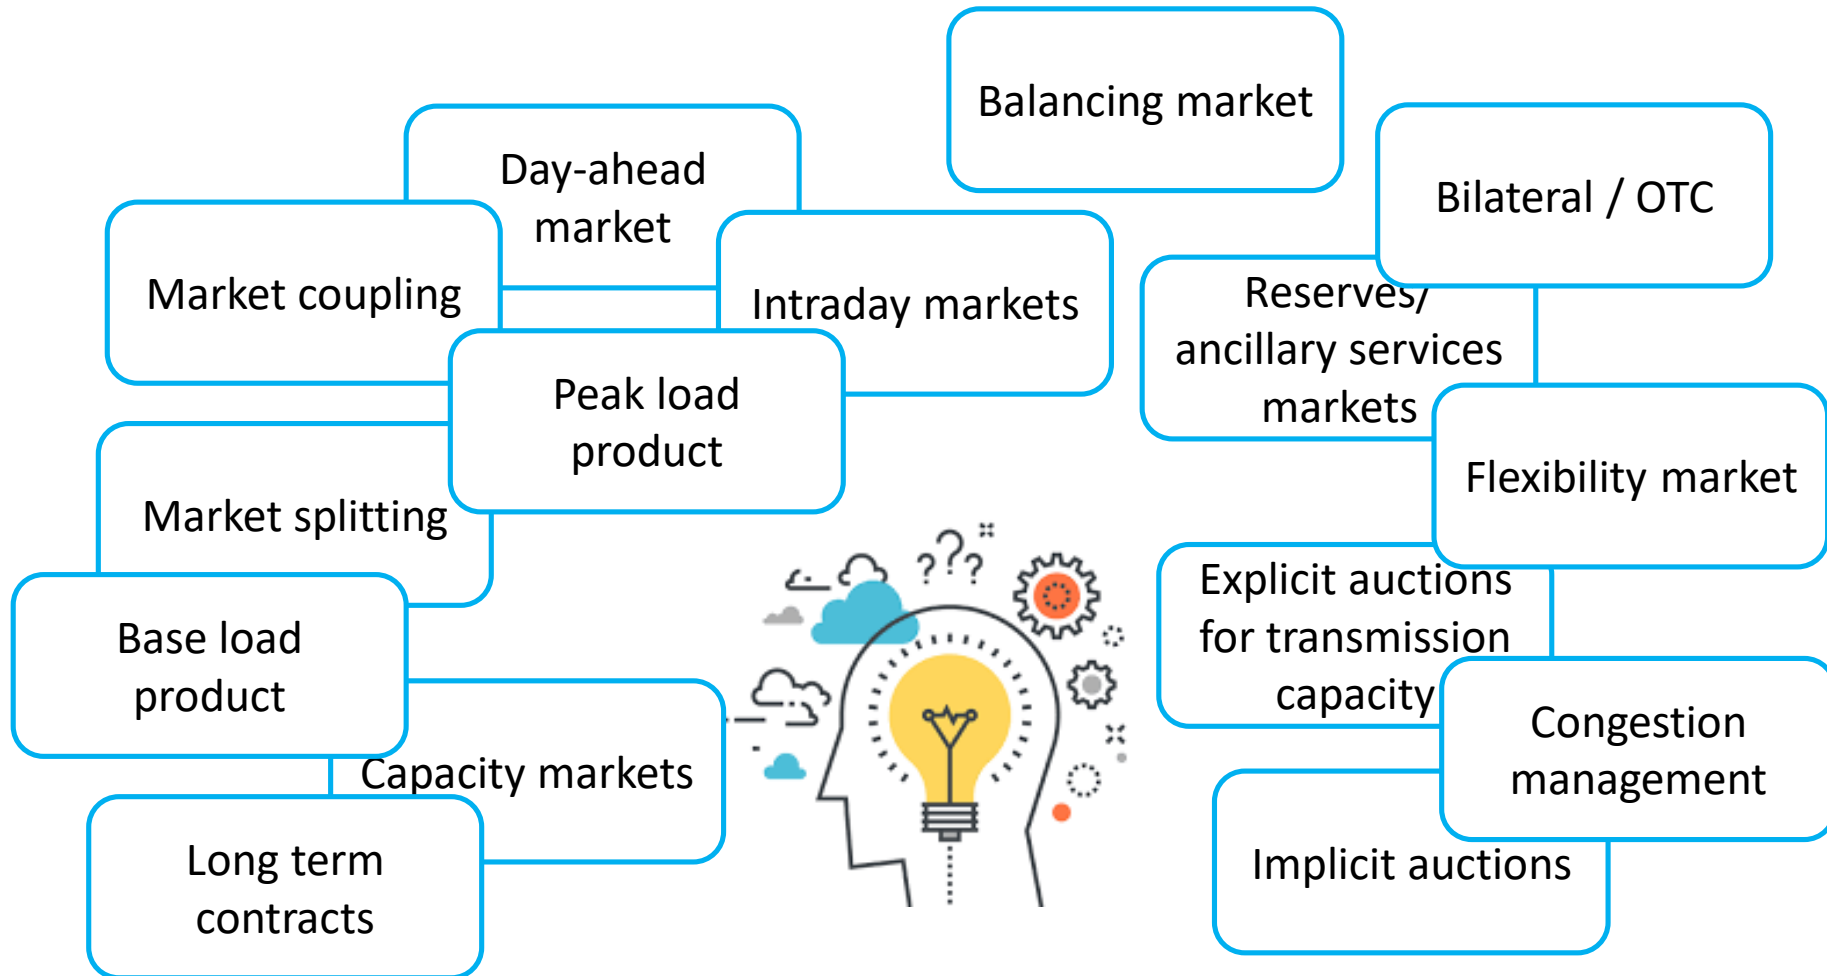 Balancing market
Day-ahead
market
Bilateral / OTC
Market coupling
Intraday markets
Reserves/
ancillary services
markets
Peak load
product
Flexibility market
Market splitting
???
Explicit auctions
for transmission
capacity
Base load
product
Congestion
management
Capacity markets
Long term
contracts
Implicit auctions